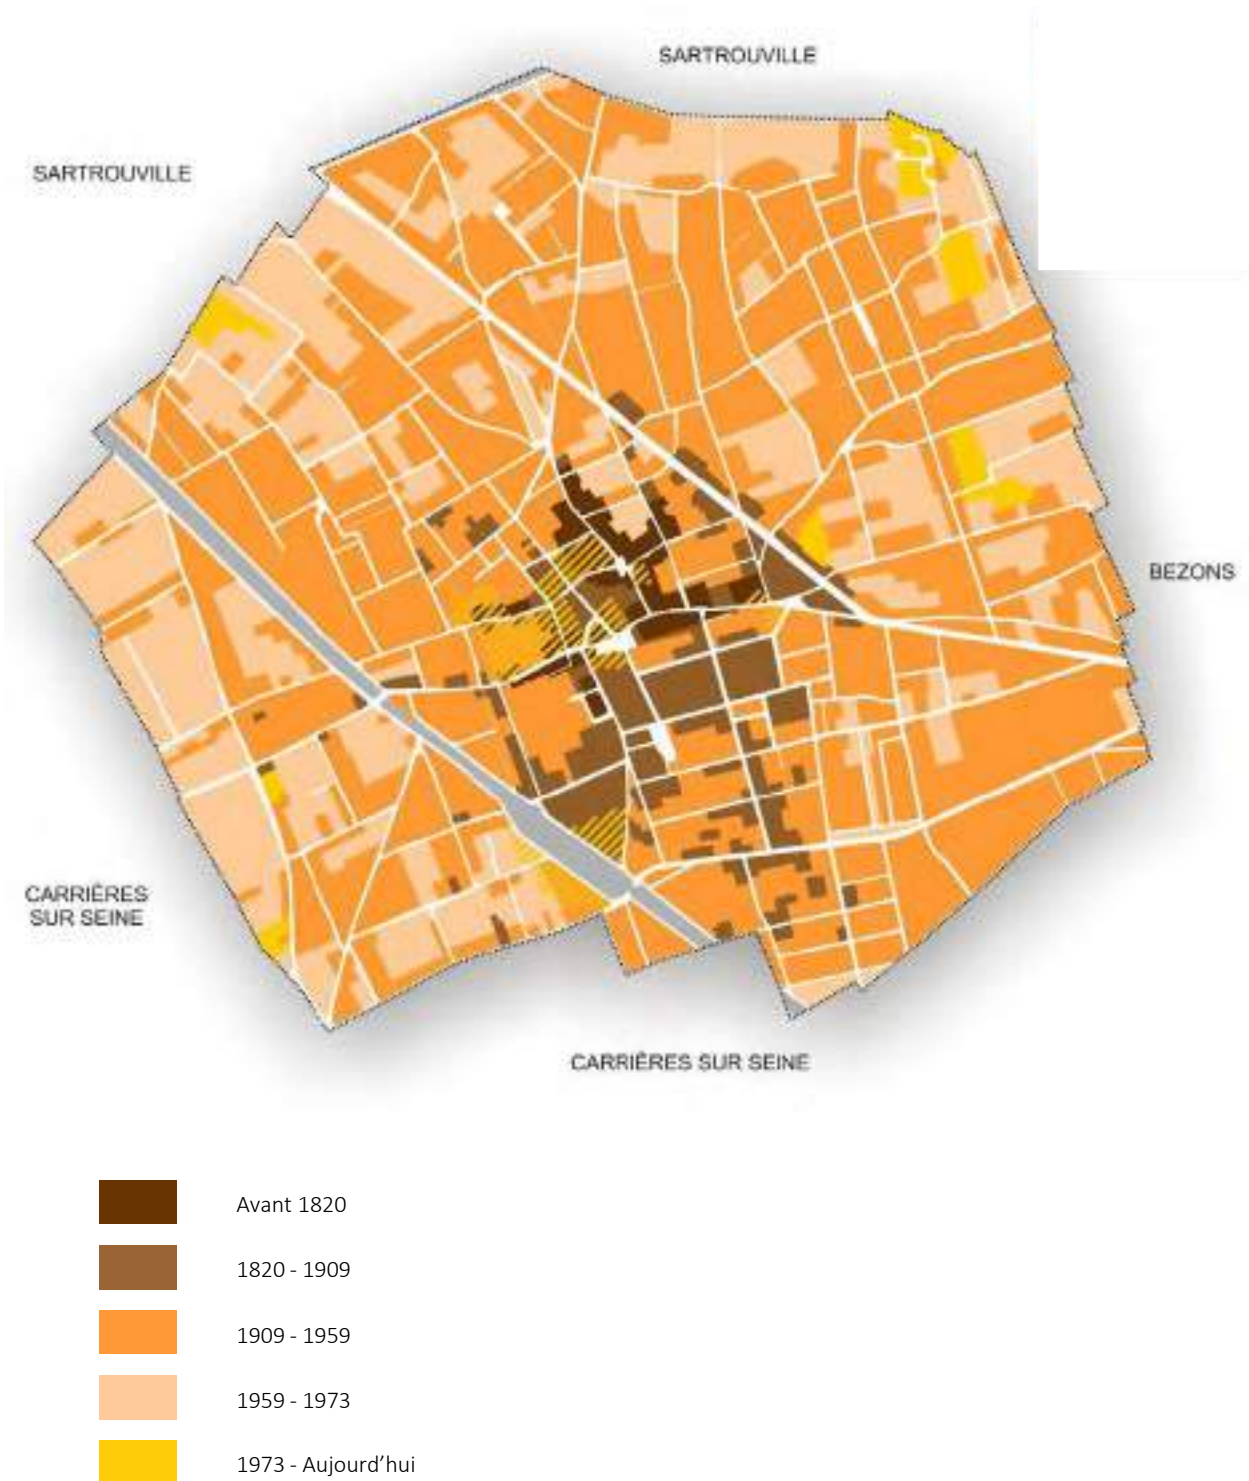 SARTROUVILLE
SARTROUVILLE
BEZONS
CARRIÈRES
SUR SEINE
CARRIÈRES SUR SEINE
Avant 1820
1820 - 1909
1909 - 1959
1959 - 1973
1973 - Aujourd’hui